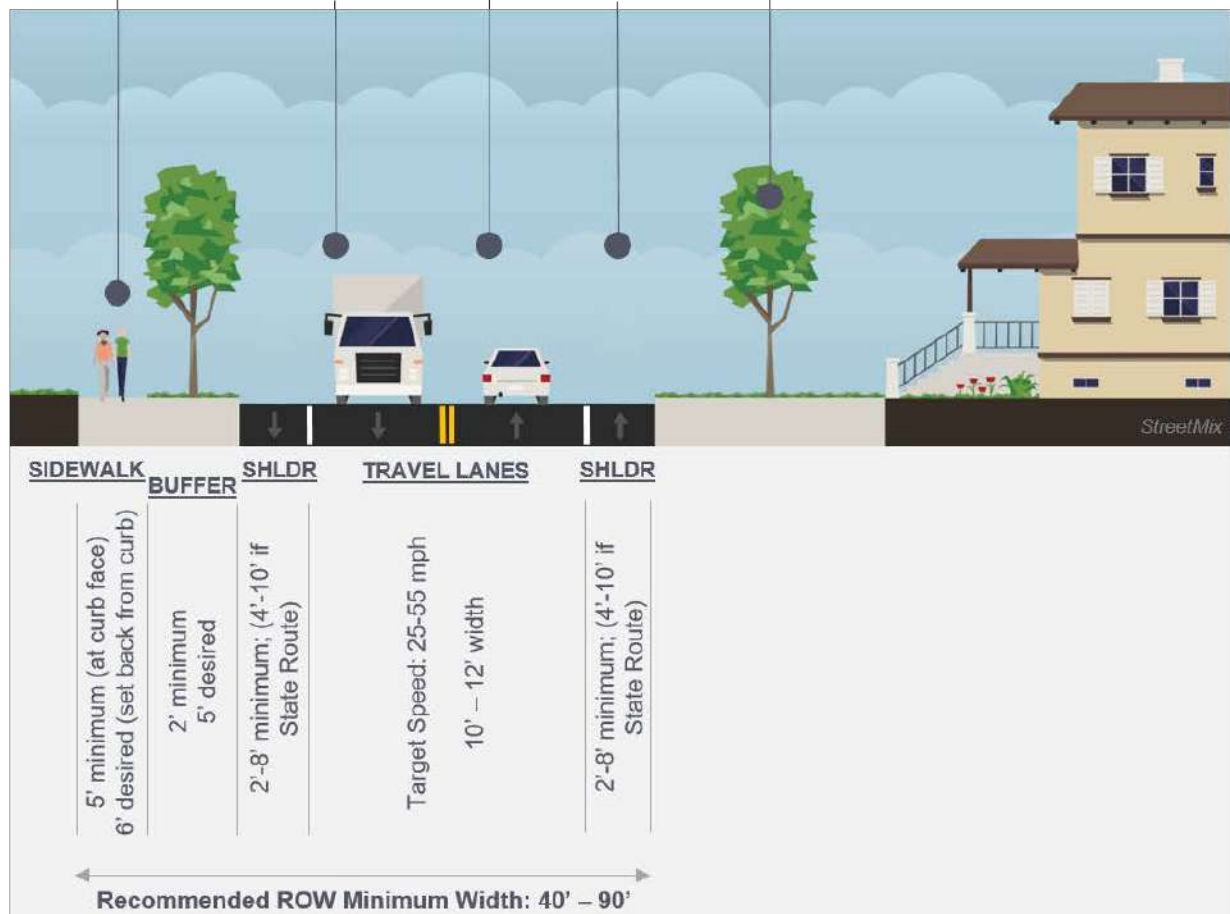 StreetMix
SIDEWALK
BUFFER
SHLDR
TRAVEL LANES
SHLDR
5' minimum (at curb face)
6' desired (set back from curb)
2' minimum
5' desired
2'-8' minimum; (4'-10' if
State Route)
Target Speed: 25-55 mph
10' – 12' width
2'-8' minimum; (4'-10' if
State Route)
Recommended ROW Minimum Width: 40' – 90'